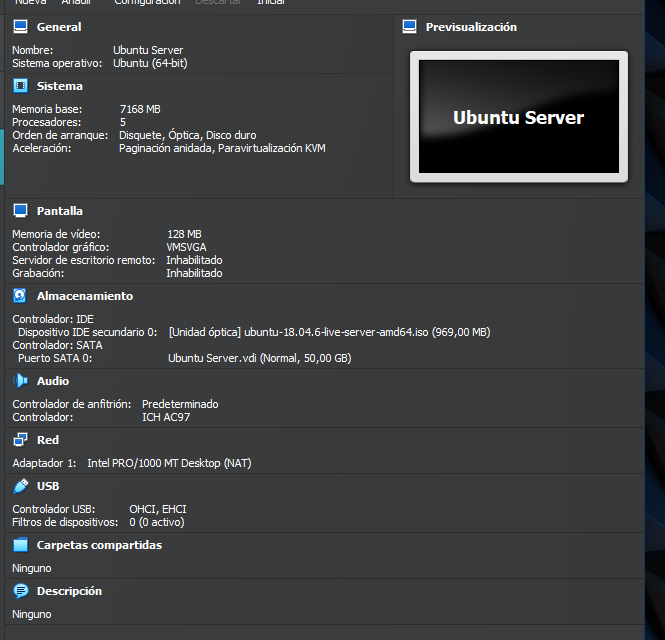 Nueva Añadir Configuración Descartar Iniciar
General
Nombre: Ubuntu Server
Sistema operativo: Ubuntu (64-bit)
Sistema
Memoria base: 7168 MB
Procesadores: 5
Orden de arranque: Disquete, Óptica, Disco duro
Aceleración: Paginación anidada, Paravirtualización KVM
Previsualización
Ubuntu Server
Pantalla
Memoria de vídeo: 128 MB
Controlador gráfico: VMSVGA
Servidor de escritorio remoto: Inhabilitado
Grabación: Inhabilitado
Almacenamiento
Controlador: IDE
Dispositivo IDE secundario 0: [Unidad óptica] ubuntu-18.04.6-live-server-amd64.iso (969,00 MB)
Controlador: SATA
Puerto SATA 0: Ubuntu Server.vdi (Normal, 50,00 GB)
Audio
Controlador de anfitrión: Predeterminado
Controlador: ICH AC97
Red
Adaptador 1: Intel PRO/1000 MT Desktop (NAT)
USB
Controlador USB: OHCI, EHCI
Filtros de dispositivos: 0 (0 activo)
Carpetas compartidas
Ninguno
Descripción
Ninguno